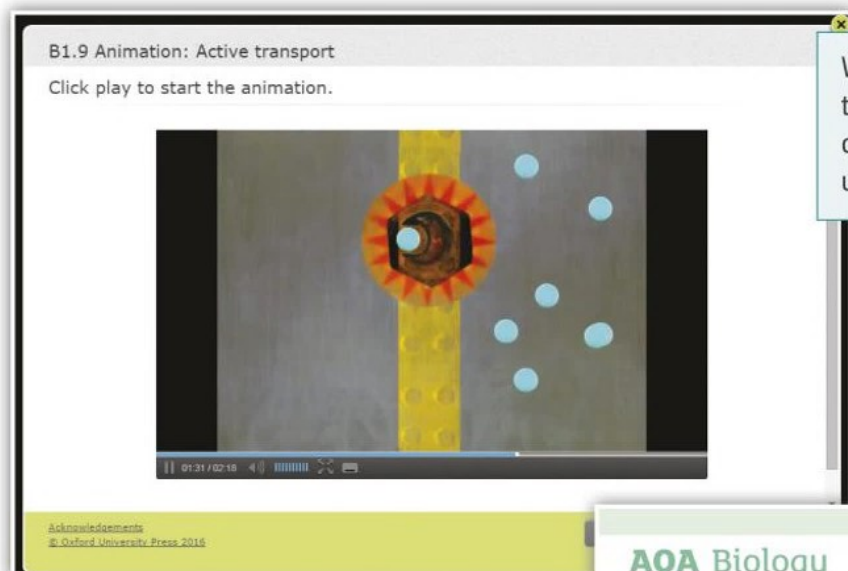 B1.9 Animation: Active transport
Click play to start the animation.
01:31 / 02:18
Acknowledgements
© Oxford University Press 2016
AQA Biology